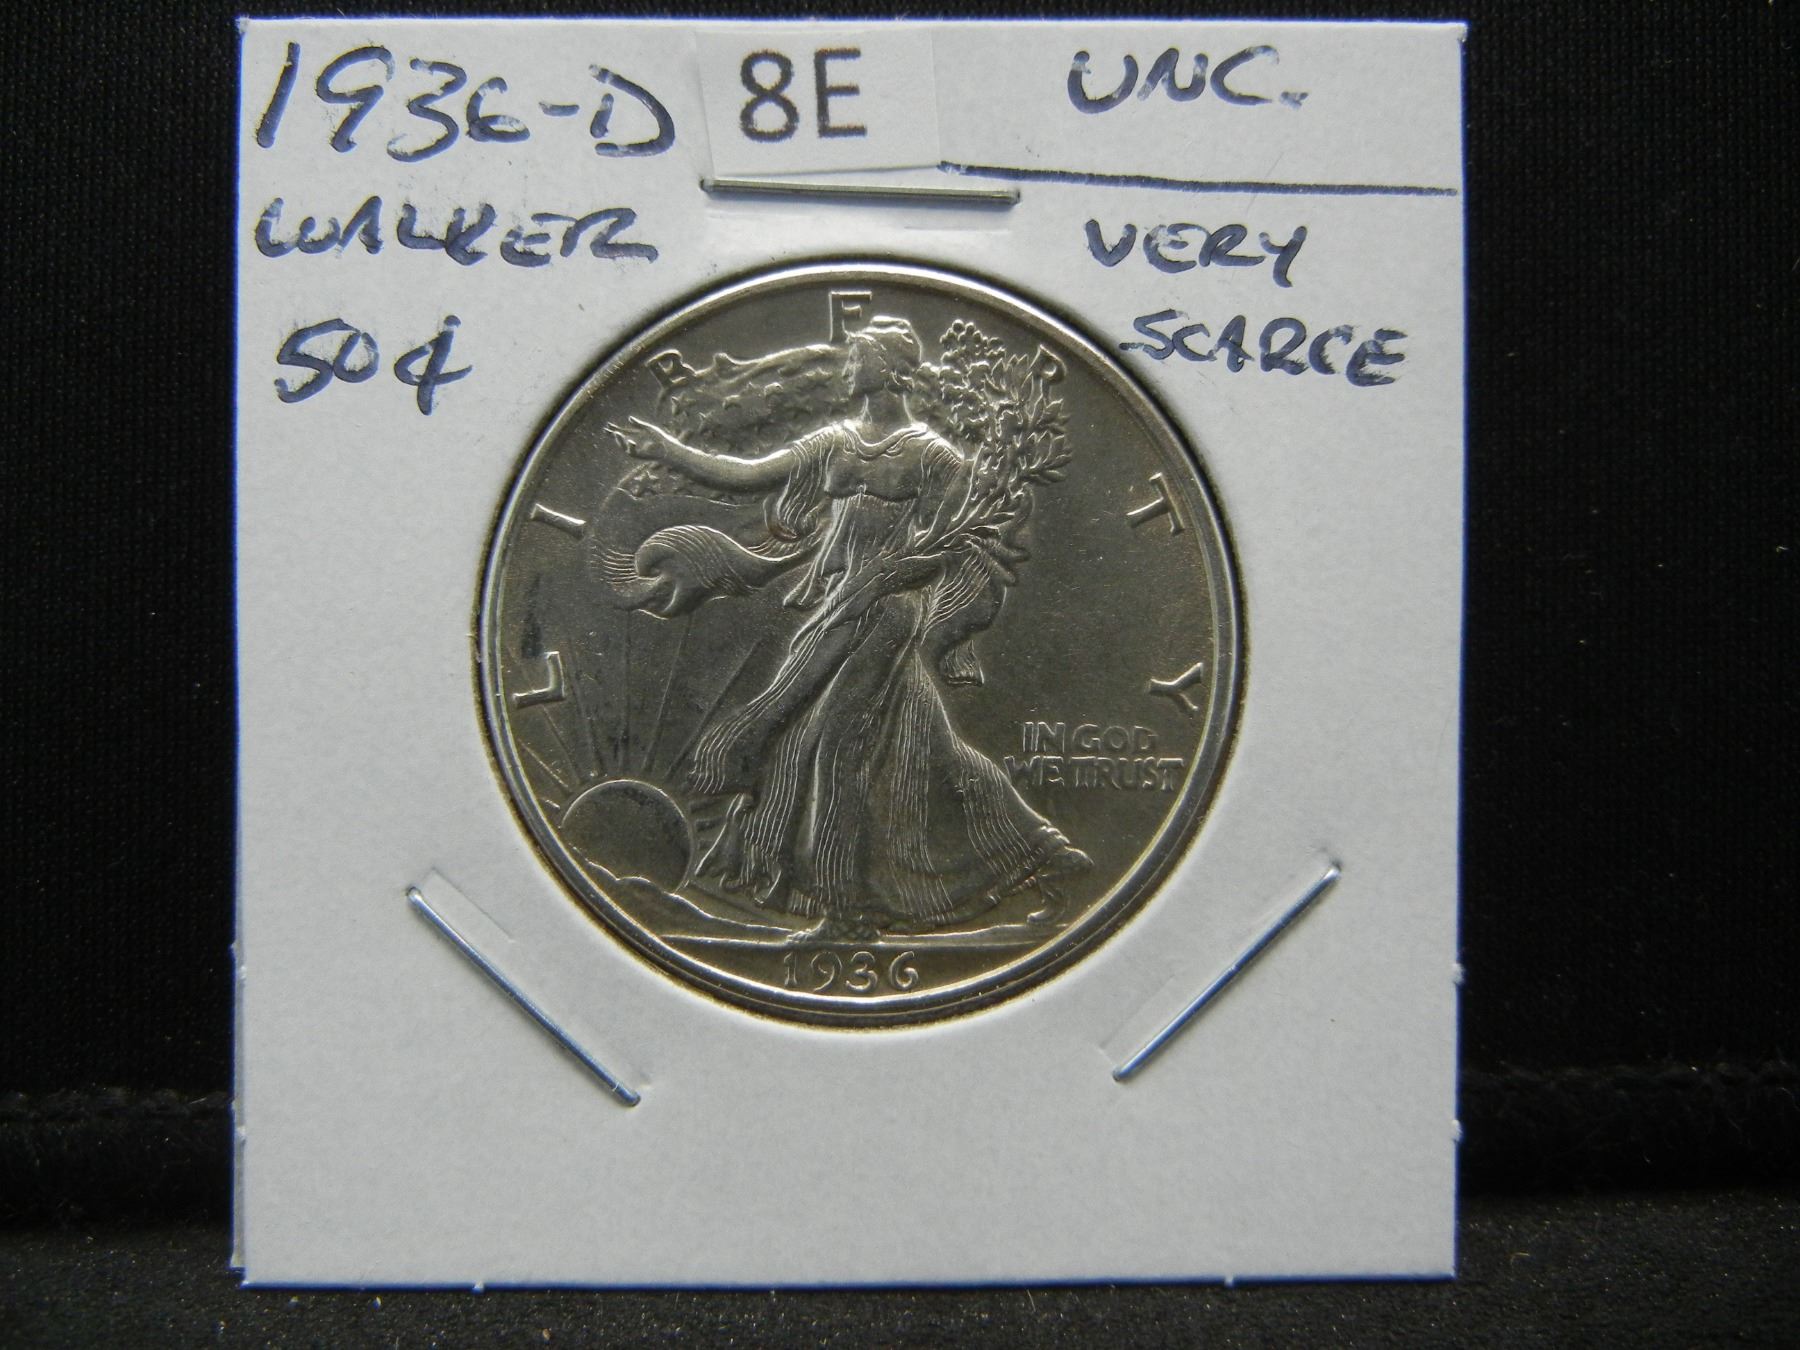 1936-D
8E
UNC.
WALKER
VERY
50¢
SCARCE
LIBERTY
IN GOD
WE TRUST
1936